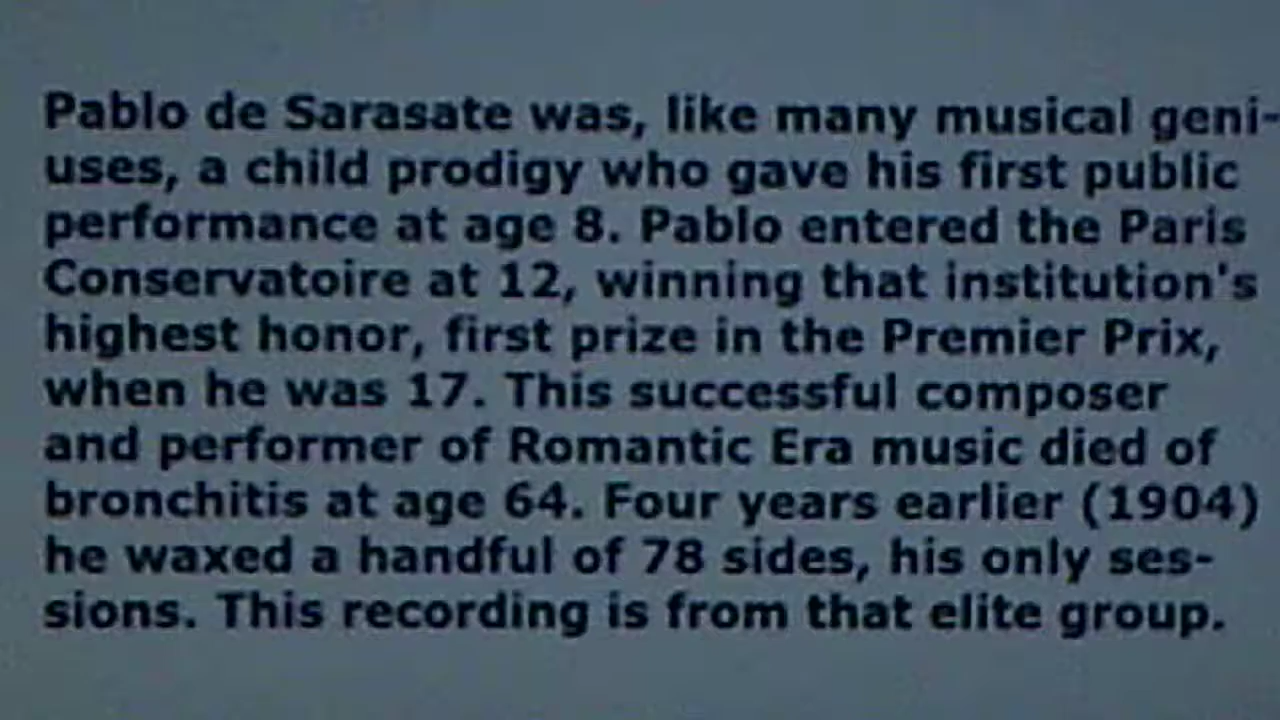 Pablo de Sarasate was, like many musical geni-
uses, a child prodigy who gave his first public
performance at age 8. Pablo entered the Paris
Conservatoire at 12, winning that institution's
highest honor, first prize in the Premier Prix,
when he was 17. This successful composer
and performer of Romantic Era music died of
bronchitis at age 64. Four years earlier (1904)
he waxed a handful of 78 sides, his only ses-
sions. This recording is from that elite group.